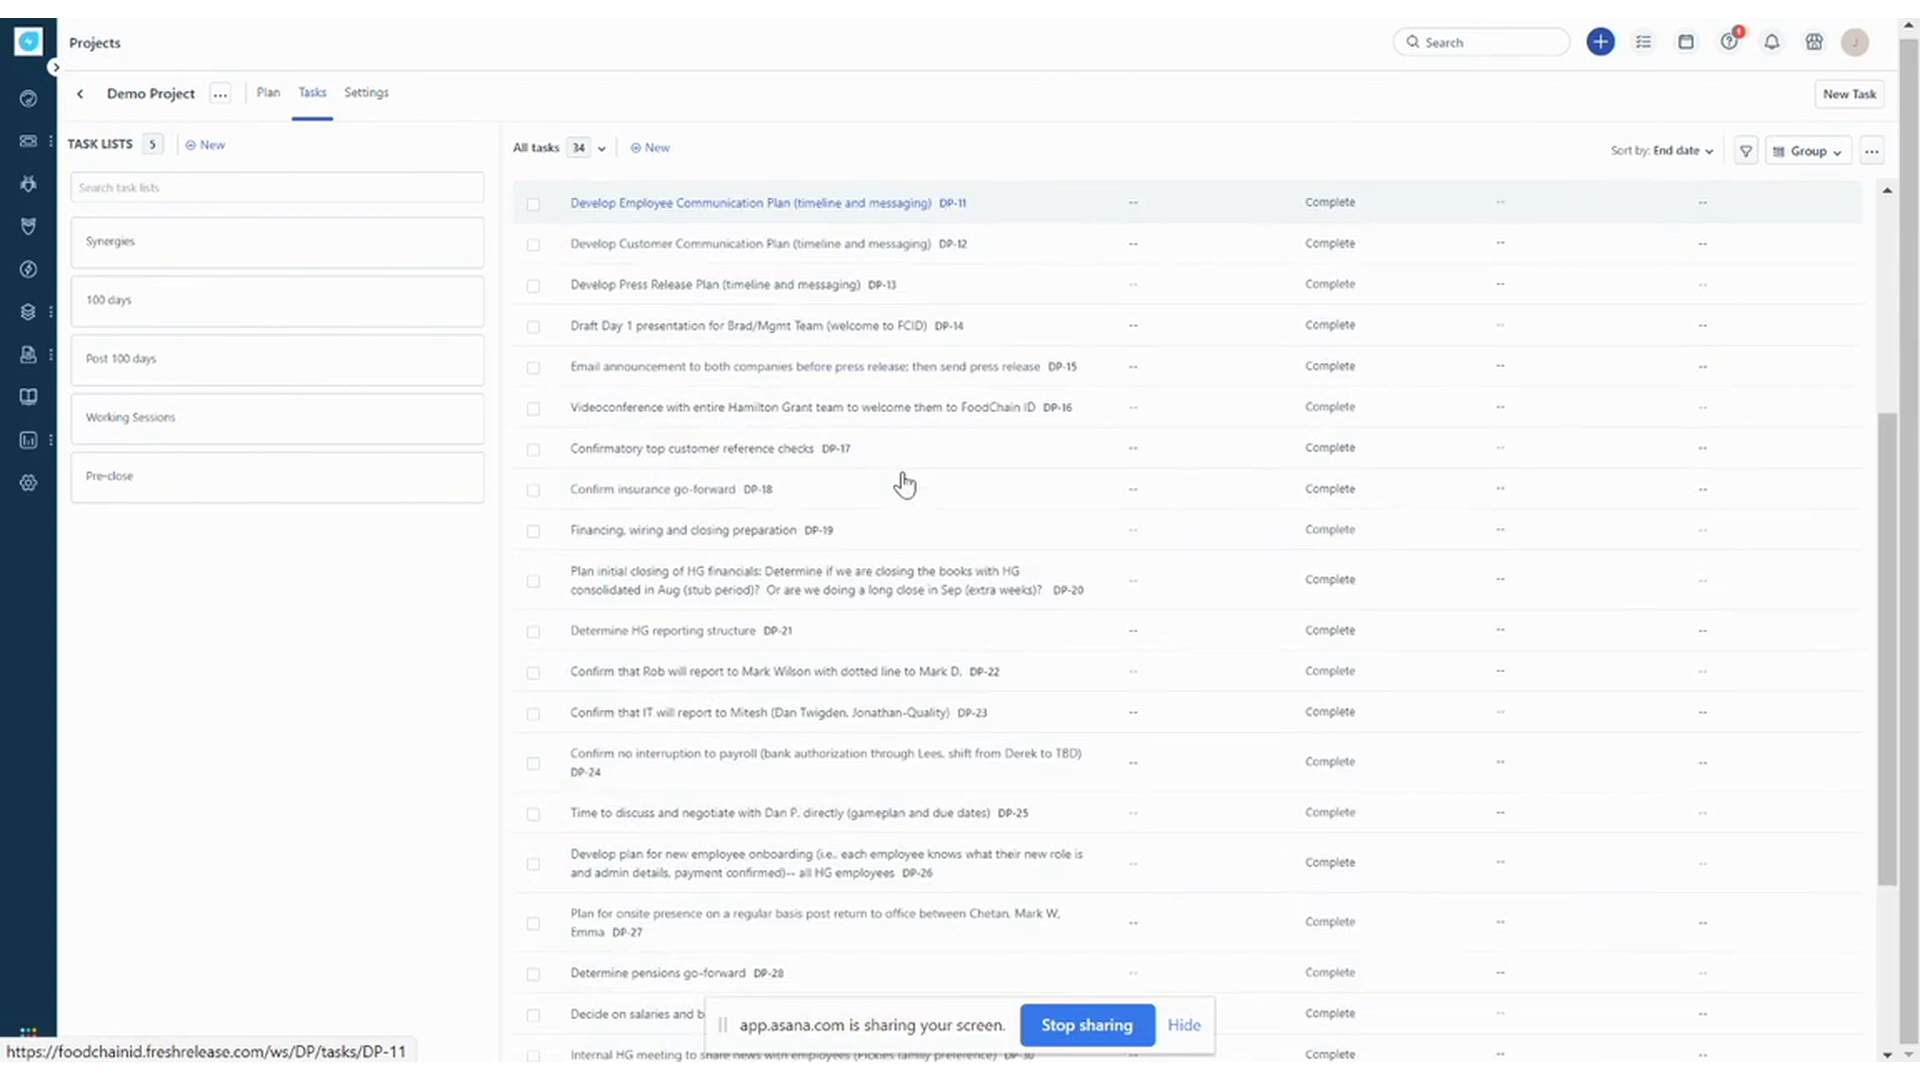 Projects
Search
1
J
Demo Project
...
Plan
Tasks
Settings
New Task
TASK LISTS 5
New
All tasks 34
New
Sort by: End date
Group
...
Search task lists
Synergies
100 days
Post 100 days
Working Sessions
Pre-close
Develop Employee Communication Plan (timeline and messaging) DP-11 -- Complete -- --
Develop Customer Communication Plan (timeline and messaging) DP-12 -- Complete -- --
Develop Press Release Plan (timeline and messaging) DP-13 -- Complete -- --
Draft Day 1 presentation for Brad/Mgmt Team (welcome to FCID) DP-14 -- Complete -- --
Email announcement to both companies before press release; then send press release DP-15 -- Complete -- --
Videoconference with entire Hamilton Grant team to welcome them to FoodChain ID DP-16 -- Complete -- --
Confirmatory top customer reference checks DP-17 -- Complete -- --
Confirm insurance go-forward DP-18 -- Complete -- --
Financing, wiring and closing preparation DP-19 -- Complete -- --
Plan initial closing of HG financials: Determine if we are closing the books with HG
consolidated in Aug (stub period)? Or are we doing a long close in Sep (extra weeks)? DP-20 -- Complete -- --
Determine HG reporting structure DP-21 -- Complete -- --
Confirm that Rob will report to Mark Wilson with dotted line to Mark D. DP-22 -- Complete -- --
Confirm that IT will report to Mitesh (Dan Twigden, Jonathan-Quality) DP-23 -- Complete -- --
Confirm no interruption to payroll (bank authorization through Lees, shift from Derek to TBD)
DP-24 -- Complete -- --
Time to discuss and negotiate with Dan P. directly (gameplan and due dates) DP-25 -- Complete -- --
Develop plan for new employee onboarding (i.e., each employee knows what their new role is
and admin details, payment confirmed)-- all HG employees DP-26 -- Complete -- --
Plan for onsite presence on a regular basis post return to office between Chetan, Mark W,
Emma DP-27 -- Complete -- --
Determine pensions go-forward DP-28 -- Complete -- --
Decide on salaries and b Complete -- --
Internal HG meeting to share news with employees (Pickles family preference) DP-30 Complete -- --
app.asana.com is sharing your screen.
Stop sharing
Hide
https://foodchainid.freshrelease.com/ws/DP/tasks/DP-11